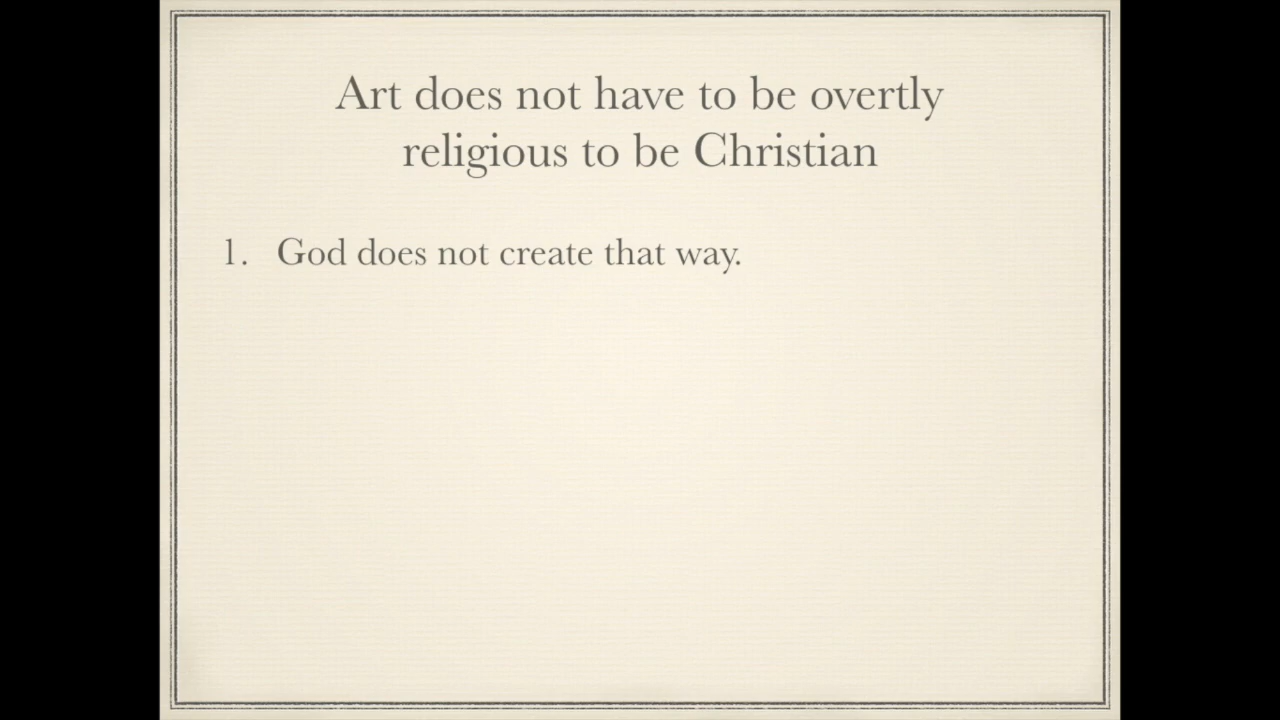 Art does not have to be overtly
religious to be Christian
1. God does not create that way.